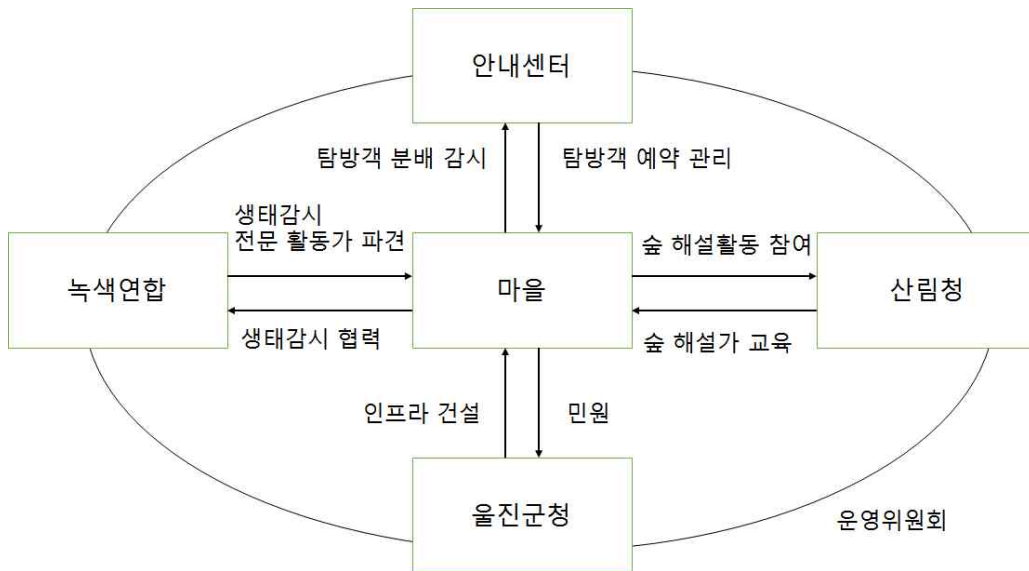 안내센터
탐방객 분배 감시
탐방객 예약 관리
생태감시
전문 활동가 파견
숲 해설활동 참여
녹색연합
마을
산림청
생태감시 협력
숲 해설가 교육
인프라 건설
민원
울진군청
운영위원회